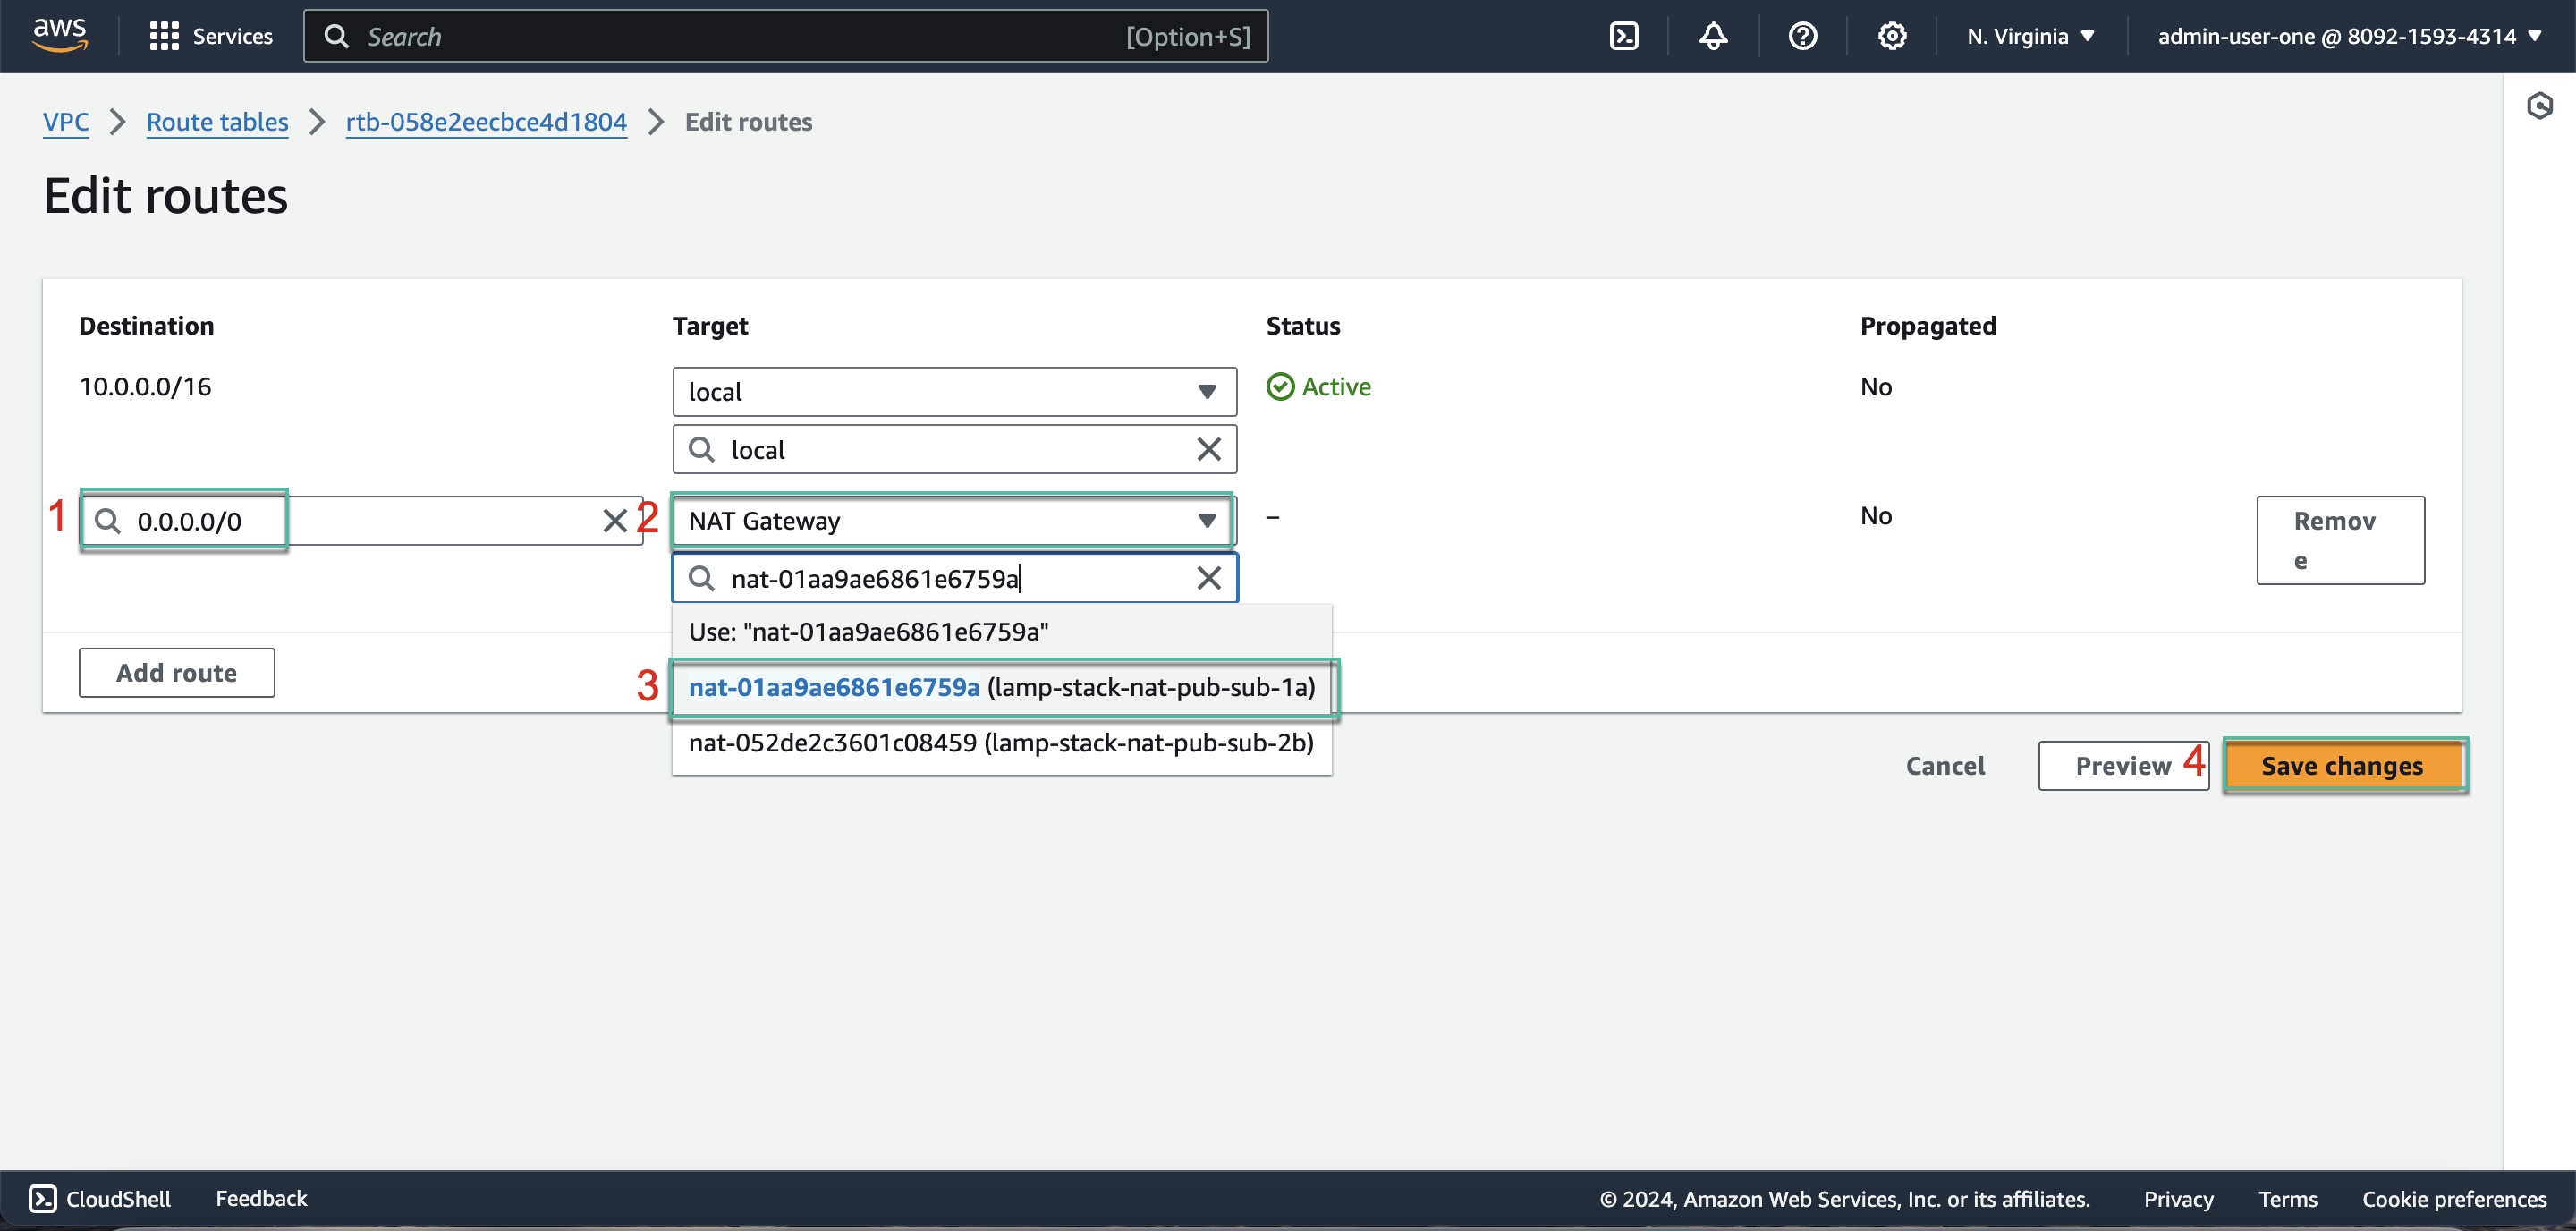 aws
Services
Search
[Option+S]
N. Virginia
admin-user-one @ 8092-1593-4314
VPC
Route tables
rtb-058e2eecbce4d1804
Edit routes
Edit routes
Destination
Target
Status
Propagated
10.0.0.0/16
local
Active
No
local
1
0.0.0.0/0
2
NAT Gateway
–
No
Remov
e
nat-01aa9ae6861e6759a
Use: "nat-01aa9ae6861e6759a"
Add route
3
nat-01aa9ae6861e6759a (lamp-stack-nat-pub-sub-1a)
nat-052de2c3601c08459 (lamp-stack-nat-pub-sub-2b)
Cancel
Preview
4
Save changes
CloudShell
Feedback
© 2024, Amazon Web Services, Inc. or its affiliates.
Privacy
Terms
Cookie preferences